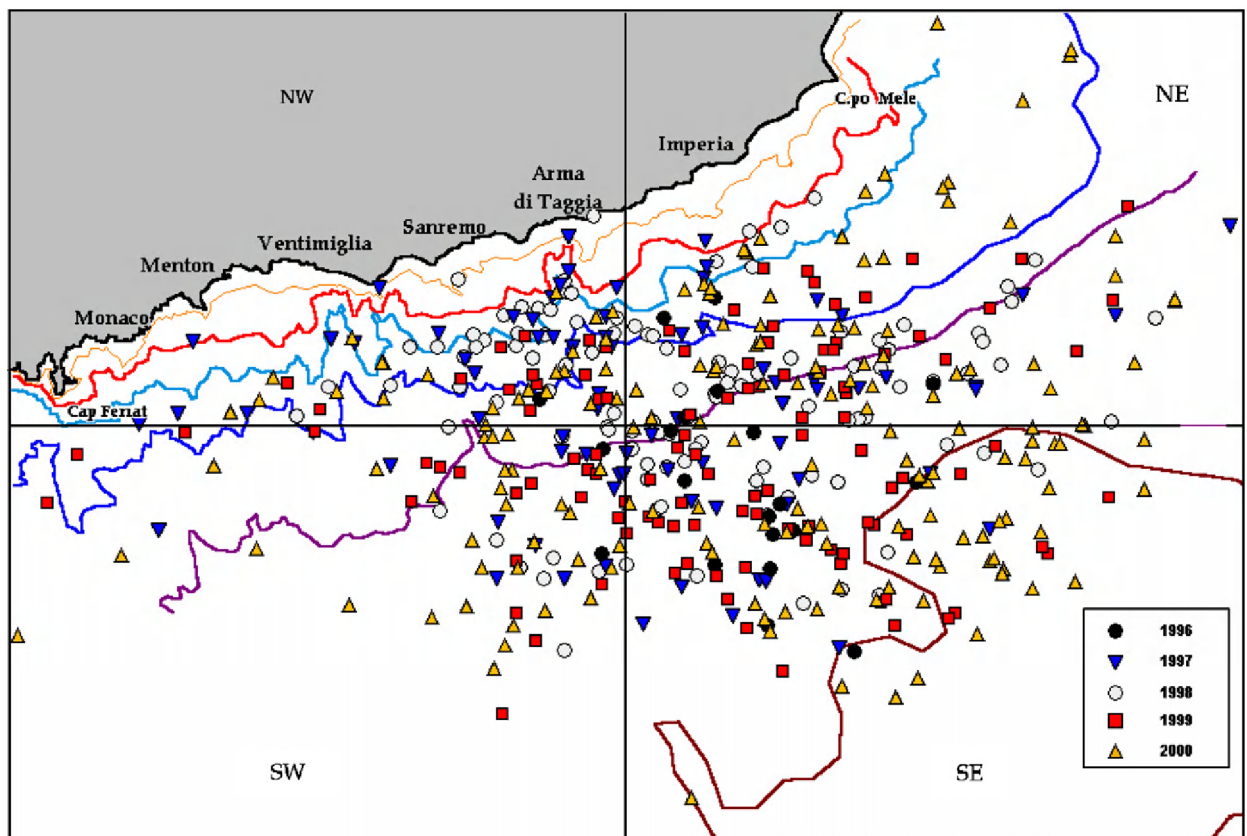 NW
NE
C.po Mele
Imperia
Arma
di Taggia
Sanremo
Ventimiglia
Menton
Monaco
Cap Ferrat
1996
1997
1998
1999
2000
SW
SE